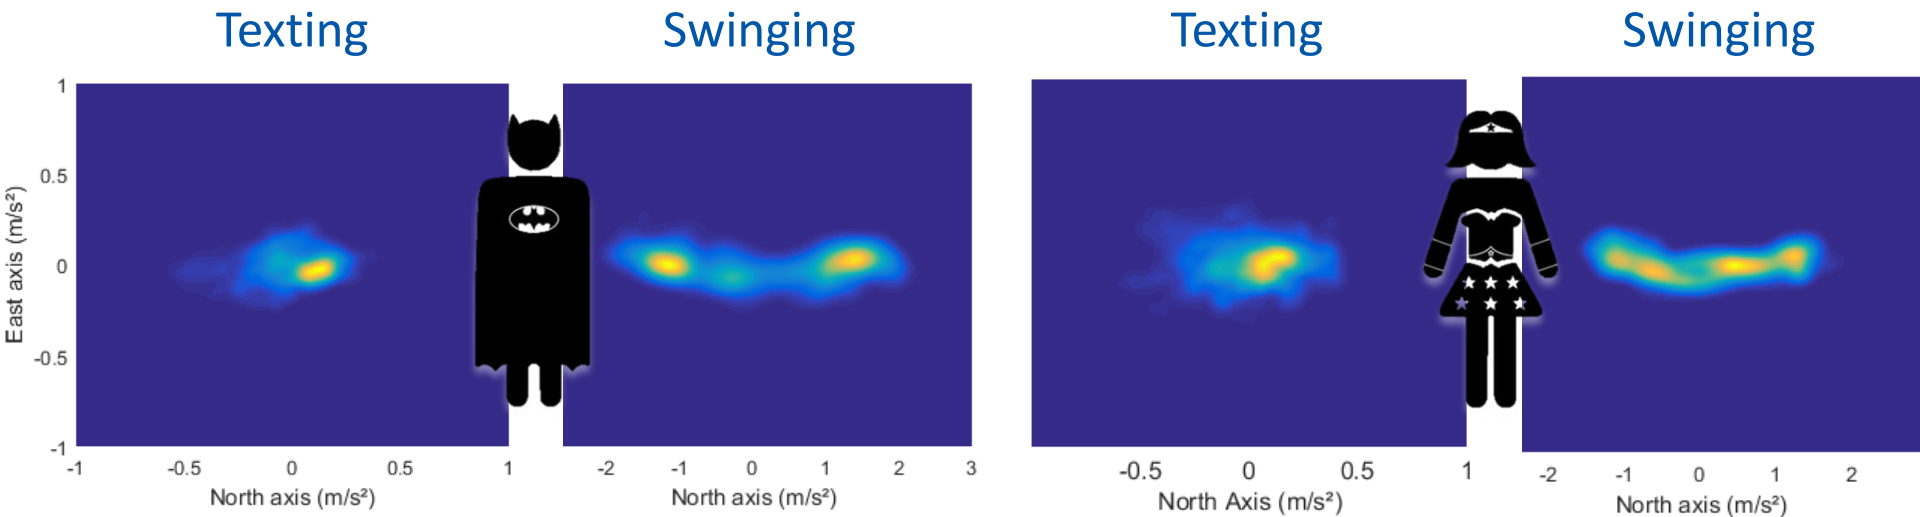 Texting
Swinging
Texting
Swinging
East axis (m/s²)
1
0.5
0
-0.5
-1
-1 -0.5 0 0.5 1
North axis (m/s²)
-2 -1 0 1 2 3
North axis (m/s²)
-0.5 0 0.5 1
North Axis (m/s²)
-2 -1 0 1 2
North axis (m/s²)